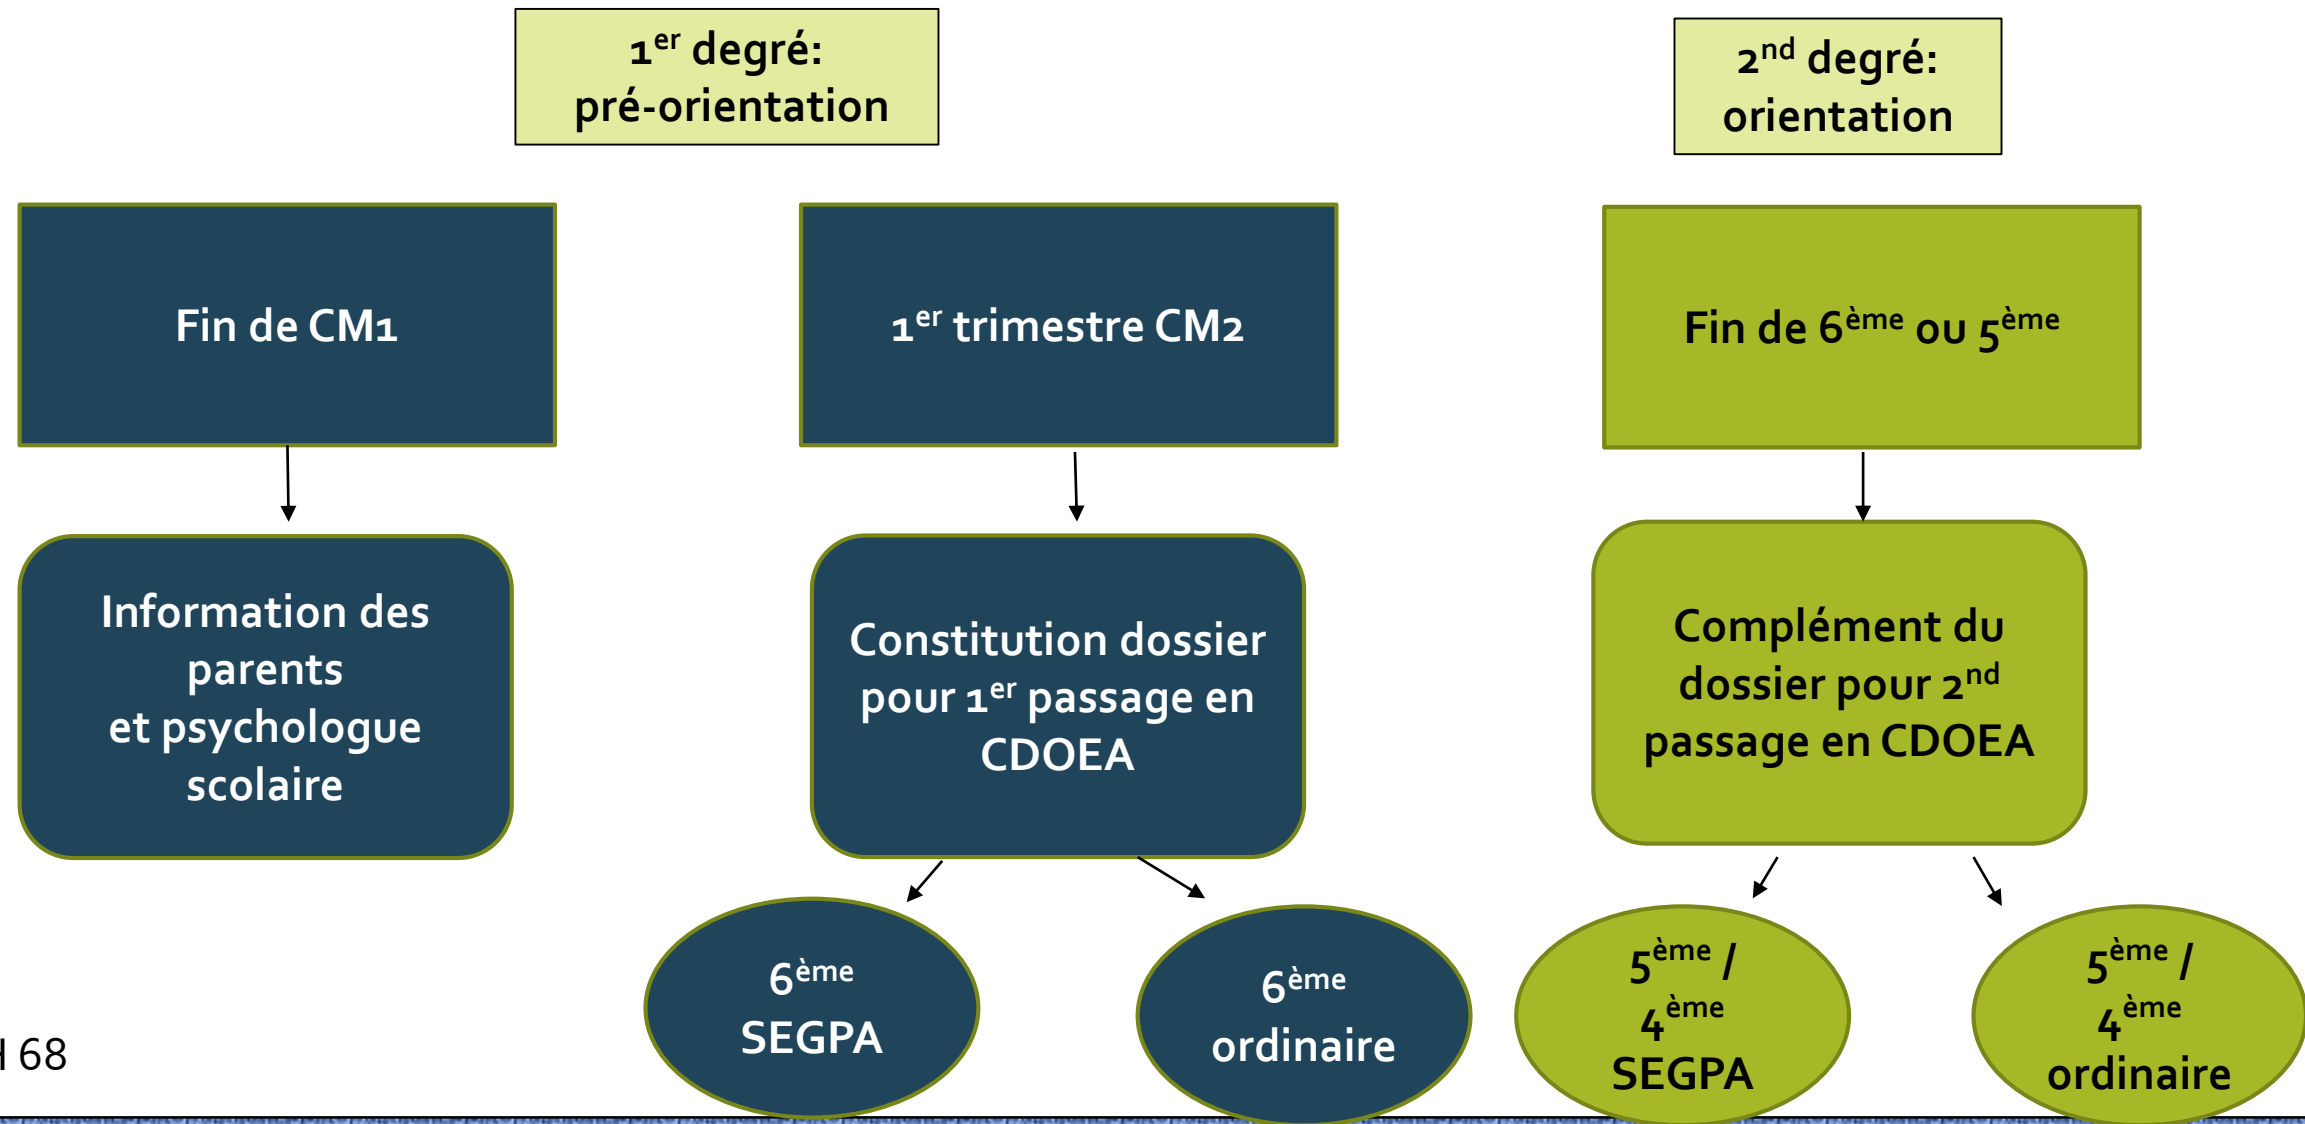 1er degré:
pré-orientation
2nd degré:
orientation
Fin de CM1
1er trimestre CM2
Fin de 6ème ou 5ème
Information des
parents
et psychologue
scolaire
Constitution dossier
pour 1er passage en
CDOEA
Complément du
dossier pour 2nd
passage en CDOEA
6ème
SEGPA
6ème
ordinaire
5ème /
4ème
SEGPA
5ème /
4ème
ordinaire
68